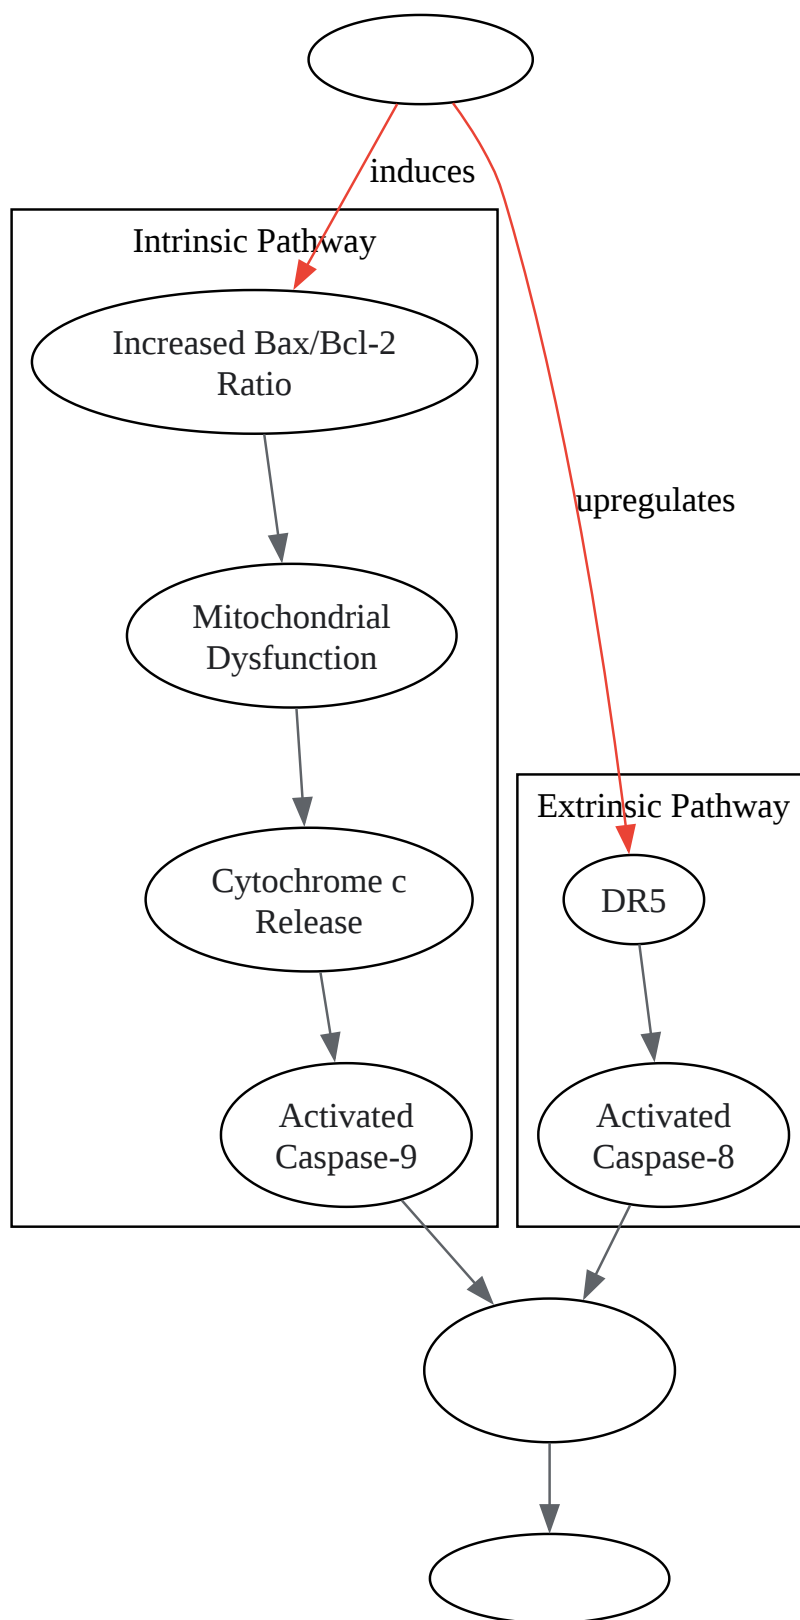 induces
Intrinsic Pathway
Increased Bax/Bcl-2
Ratio
upregulates
Mitochondrial
Dysfunction
Extrinsic Pathway
Cytochrome c
Release
DR5
Activated
Caspase-9
Activated
Caspase-8